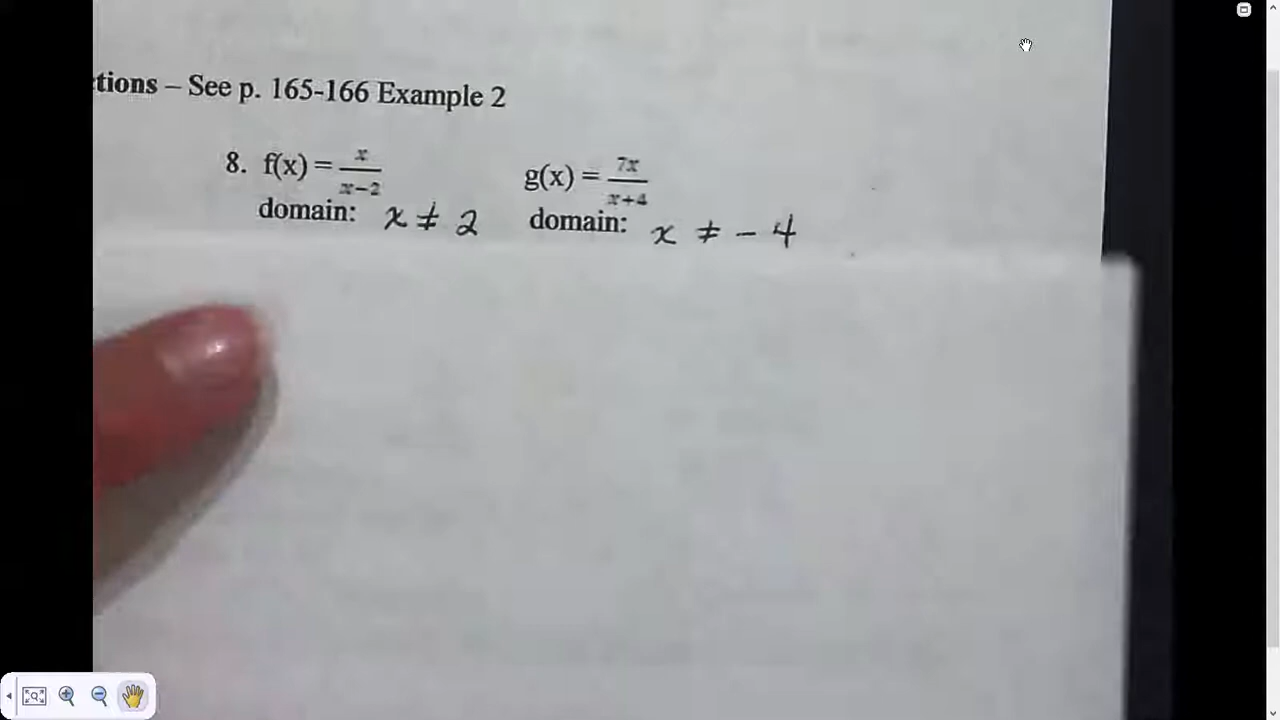 tions – See p. 165-166 Example 2
8. f(x) = x/x−2 g(x) = 7x/x+4
domain: x ≠ 2 domain: x ≠ - 4